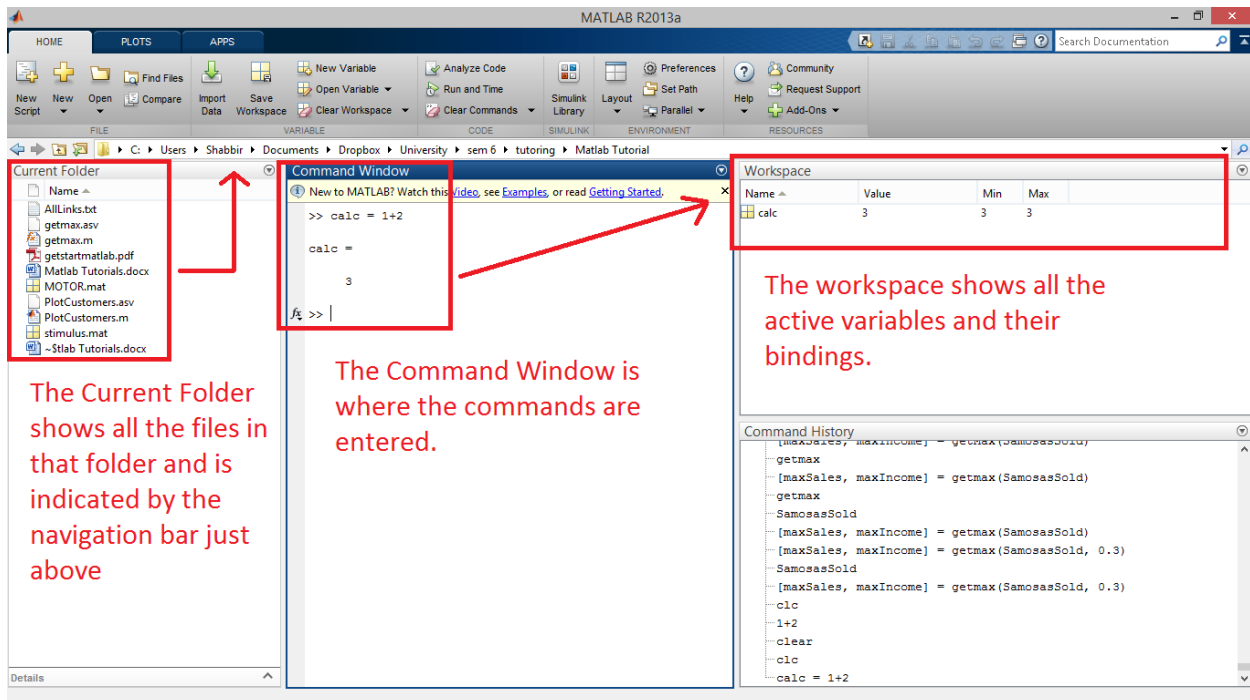 MATLAB R2013a
HOME PLOTS APPS
Search Documentation
New Script
New
Open
Find Files
Compare
Import Data
Save Workspace
New Variable
Open Variable
Clear Workspace
Analyze Code
Run and Time
Clear Commands
Simulink Library
Layout
Preferences
Set Path
Parallel
Help
Community
Request Support
Add-Ons
FILE VARIABLE CODE SIMULINK ENVIRONMENT RESOURCES
C: Users Shabbir Documents Dropbox University sem 6 tutoring Matlab Tutorial
Current Folder
Name
AllLinks.txt
getmax.asv
getmax.m
getstartmatlab.pdf
Matlab Tutorials.docx
MOTOR.mat
PlotCustomers.asv
PlotCustomers.m
stimulus.mat
~$tlab Tutorials.docx
The Current Folder
shows all the files in
that folder and is
indicated by the
navigation bar just
above
Details
Command Window
New to MATLAB? Watch this Video, see Examples, or read Getting Started.
>> calc = 1+2
calc =
3
fx >>
The Command Window is
where the commands are
entered.
Workspace
Name Value Min Max
calc 3 3 3
The workspace shows all the
active variables and their
bindings.
Command History
[maxSales, maxIncome] = getmax(SamosasSold)
getmax
[maxSales, maxIncome] = getmax(SamosasSold)
getmax
SamosasSold
[maxSales, maxIncome] = getmax(SamosasSold)
[maxSales, maxIncome] = getmax(SamosasSold, 0.3)
SamosasSold
[maxSales, maxIncome] = getmax(SamosasSold, 0.3)
clc
1+2
clear
clc
calc = 1+2